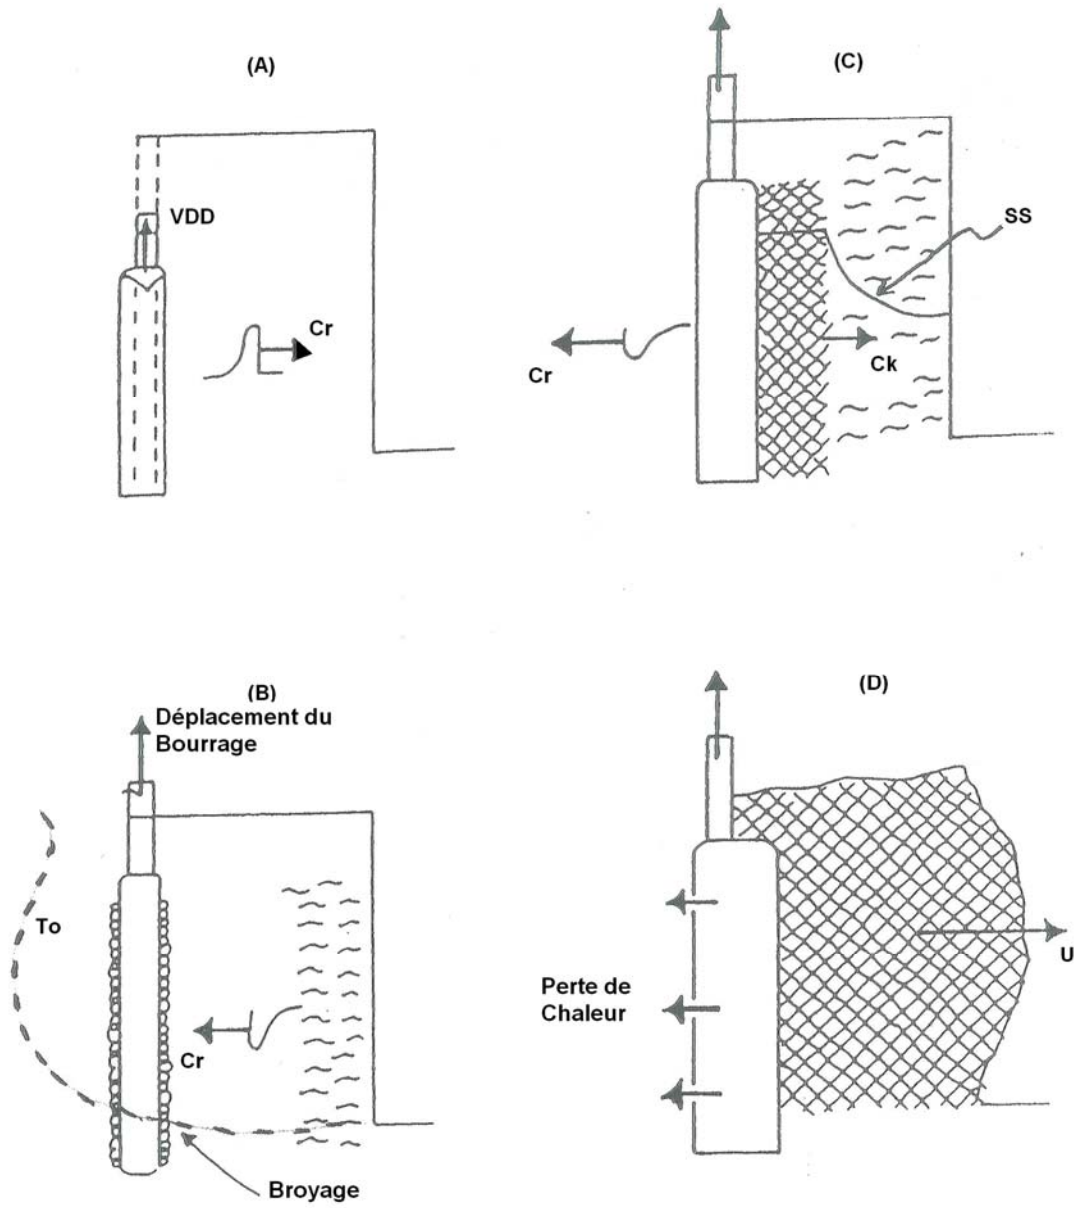 (A)
VDD
Cr
(C)
SS
Cr
Ck
(B)
Déplacement du
Bourrage
To
Cr
Broyage
(D)
Perte de
Chaleur
U